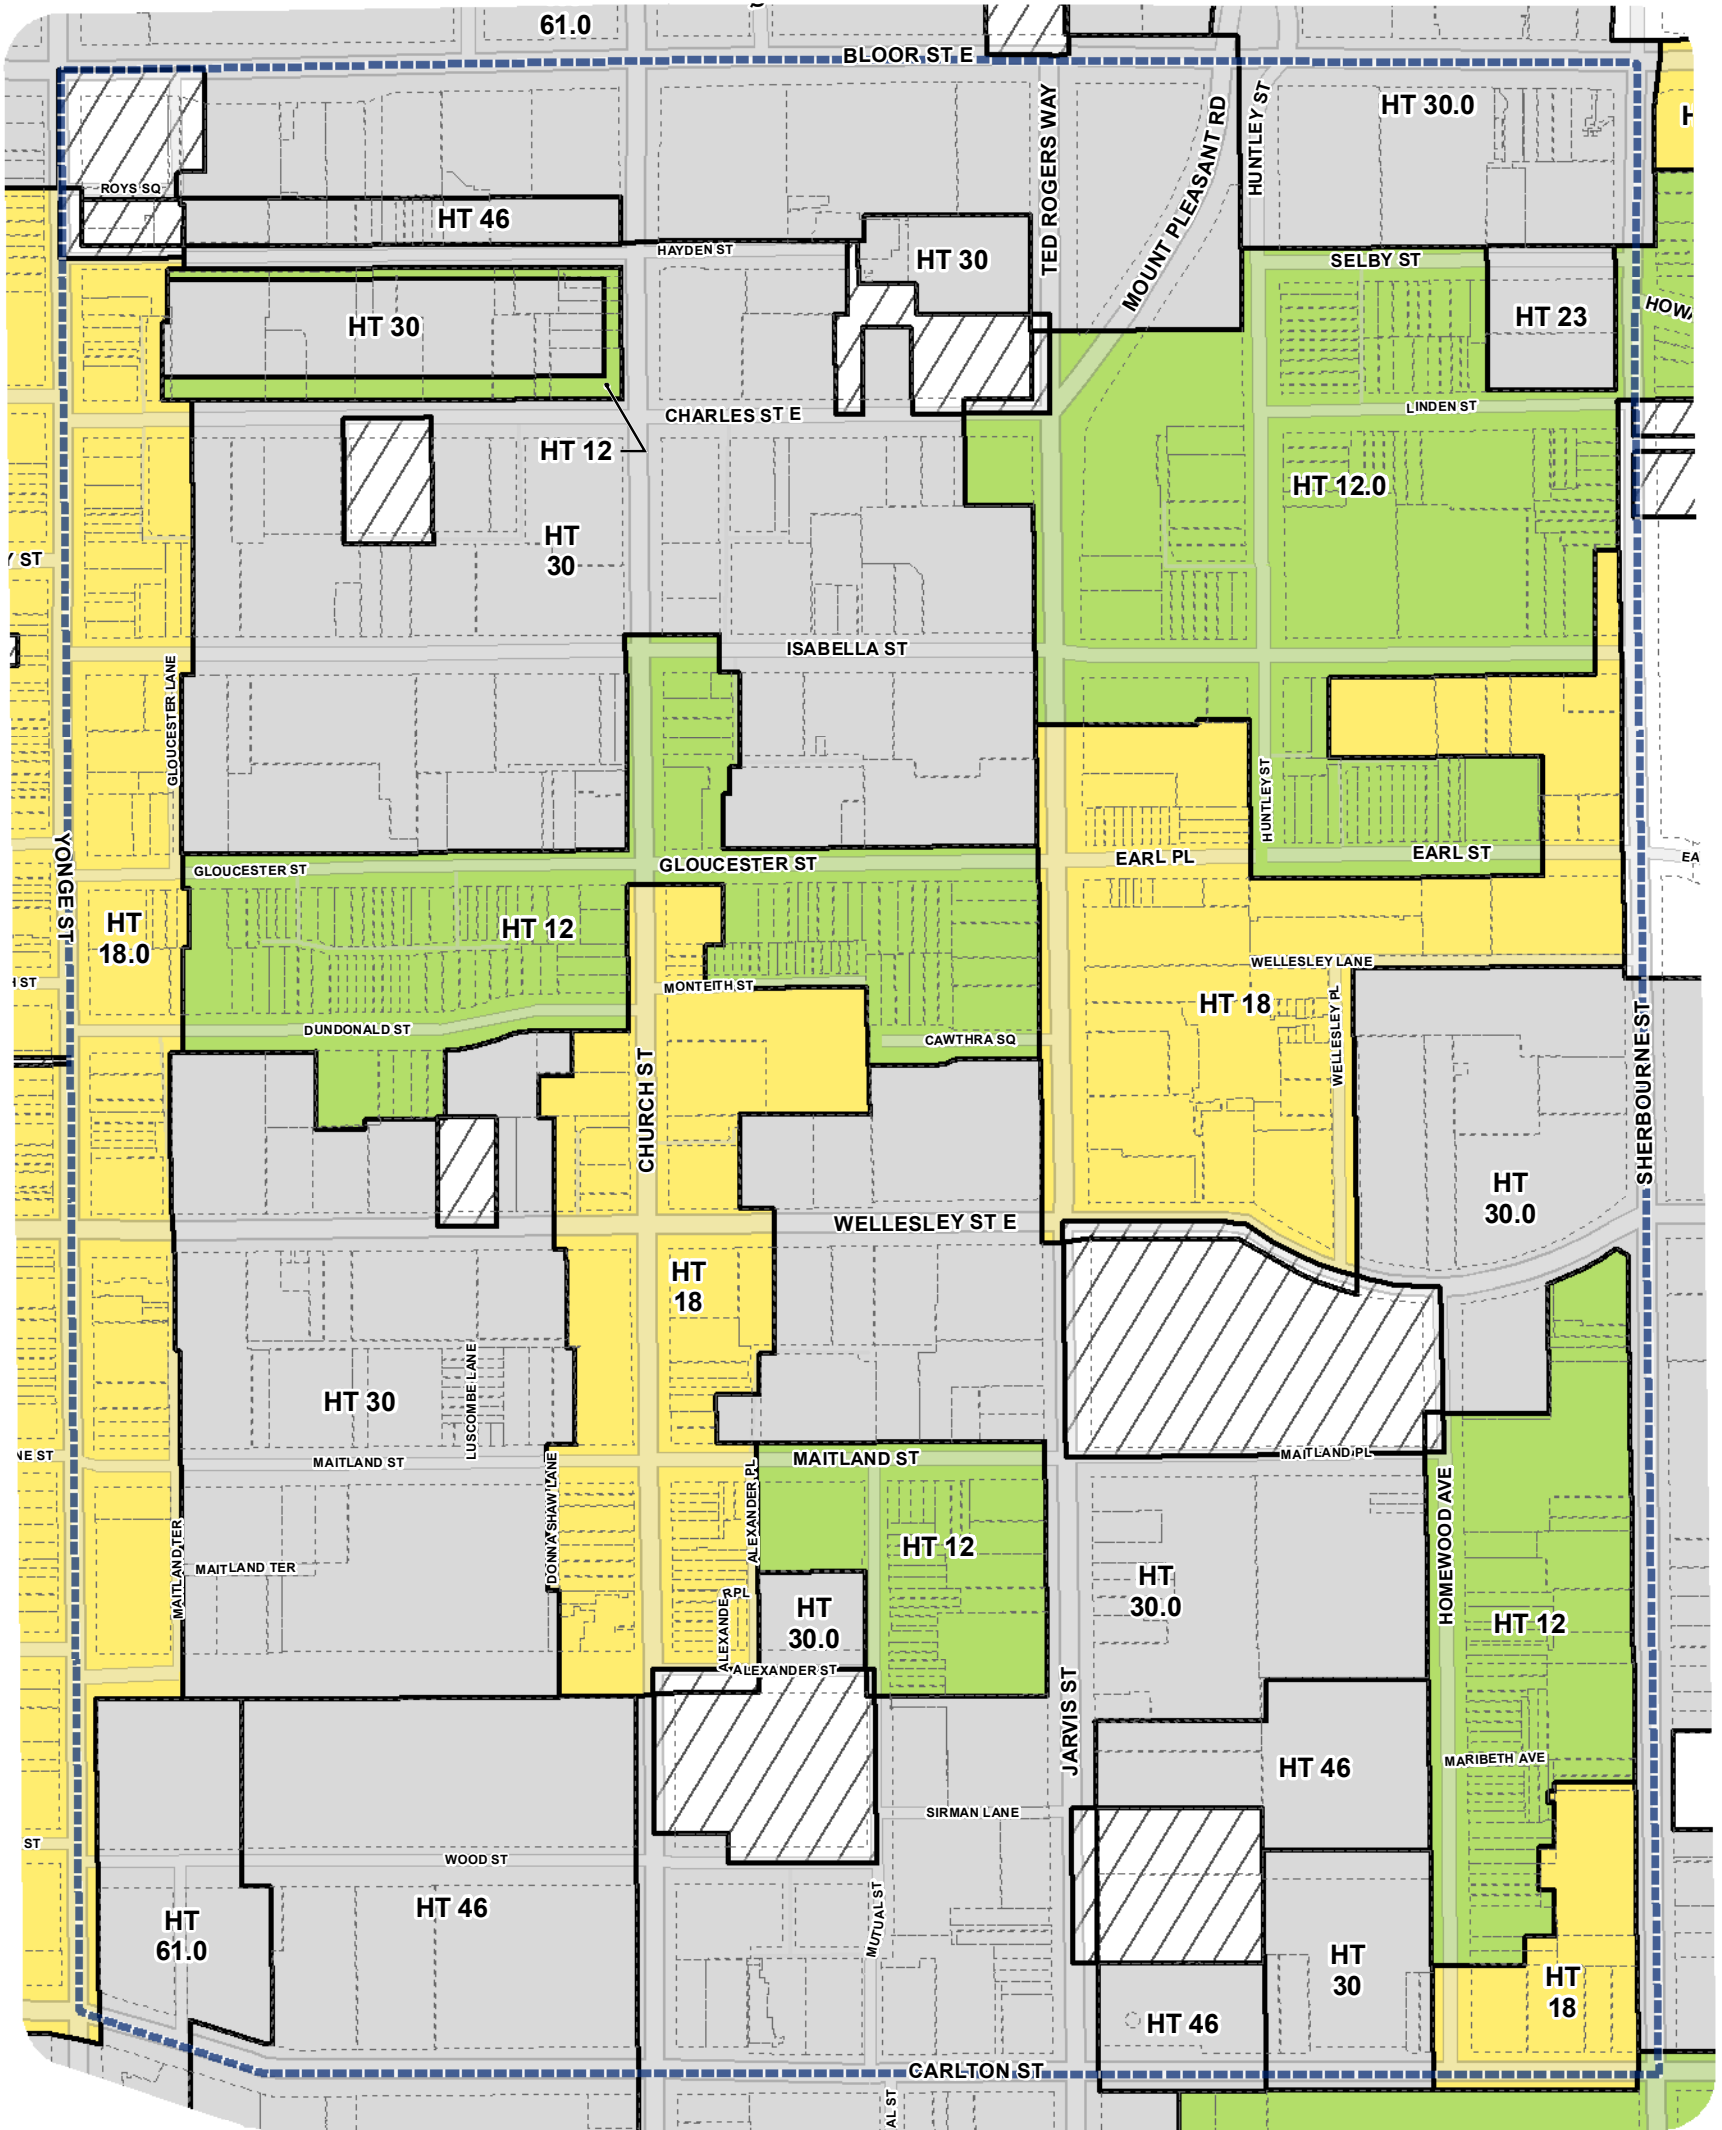 61.0
BLOOR ST E
HT 30.0
TED ROGERS WAY
MOUNT PLEASANT RD
HUNTLEY ST
ROYS SQ
HT 46
HAYDEN ST
HT 30
SELBY ST
HT 30
HT 23
HOW
CHARLES ST E
LINDEN ST
HT 12
HT 12.0
HT
30
Y ST
ISABELLA ST
GLOUCESTER LANE
HUNTLEY ST
YONGE ST
GLOUCESTER ST
GLOUCESTER ST
EARL PL
EARL ST
EA
HT
18.0
HT 12
WELLESLEY LANE
H ST
MONTEITH ST
HT 18
WELLESLEY PL
DUNDONALD ST
CAWTHRA SQ
CHURCH ST
SHERBOURNE ST
HT
30.0
WELLESLEY ST E
HT
18
HT 30
LUSCOMBE LANE
NE ST
MAITLAND ST
MAITLAND ST
MAITLAND PL
DONNA SHAW LANE
ALEXANDER PL
HOMEWOOD AVE
HT 12
MAITLAND TER
MAITLAND TER
ALEXANDE
R PL
HT
30.0
HT
30.0
HT 12
ALEXANDER ST
JARVIS ST
HT 46
MARIBETH AVE
SIRMAN LANE
ST
WOOD ST
HT 46
MUTUAL ST
HT
61.0
HT
30
HT
18
HT 46
CARLTON ST
AL ST